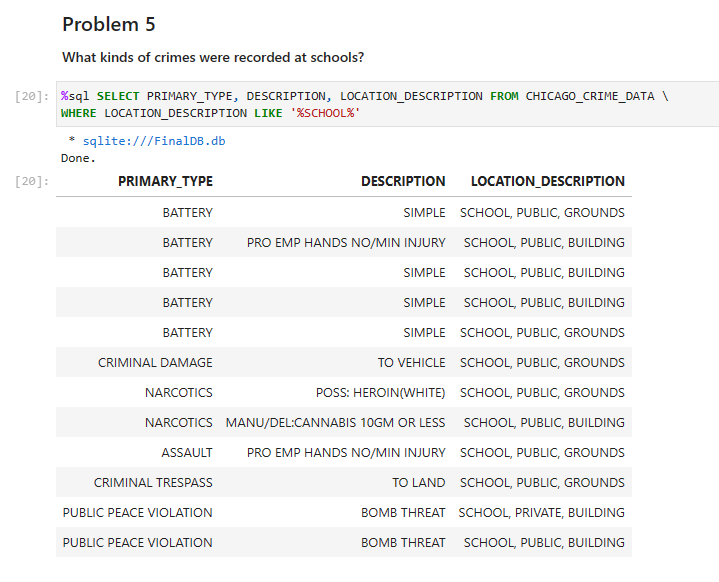 Problem 5
What kinds of crimes were recorded at schools?
[20]: %sql SELECT PRIMARY_TYPE, DESCRIPTION, LOCATION_DESCRIPTION FROM CHICAGO_CRIME_DATA \
WHERE LOCATION_DESCRIPTION LIKE '%SCHOOL%'
* sqlite:///FinalDB.db
Done.
[20]: PRIMARY_TYPE DESCRIPTION LOCATION_DESCRIPTION
BATTERY SIMPLE SCHOOL, PUBLIC, GROUNDS
BATTERY PRO EMP HANDS NO/MIN INJURY SCHOOL, PUBLIC, BUILDING
BATTERY SIMPLE SCHOOL, PUBLIC, BUILDING
BATTERY SIMPLE SCHOOL, PUBLIC, BUILDING
BATTERY SIMPLE SCHOOL, PUBLIC, GROUNDS
CRIMINAL DAMAGE TO VEHICLE SCHOOL, PUBLIC, GROUNDS
NARCOTICS POSS: HEROIN(WHITE) SCHOOL, PUBLIC, GROUNDS
NARCOTICS MANU/DEL:CANNABIS 10GM OR LESS SCHOOL, PUBLIC, BUILDING
ASSAULT PRO EMP HANDS NO/MIN INJURY SCHOOL, PUBLIC, GROUNDS
CRIMINAL TRESPASS TO LAND SCHOOL, PUBLIC, GROUNDS
PUBLIC PEACE VIOLATION BOMB THREAT SCHOOL, PRIVATE, BUILDING
PUBLIC PEACE VIOLATION BOMB THREAT SCHOOL, PUBLIC, BUILDING